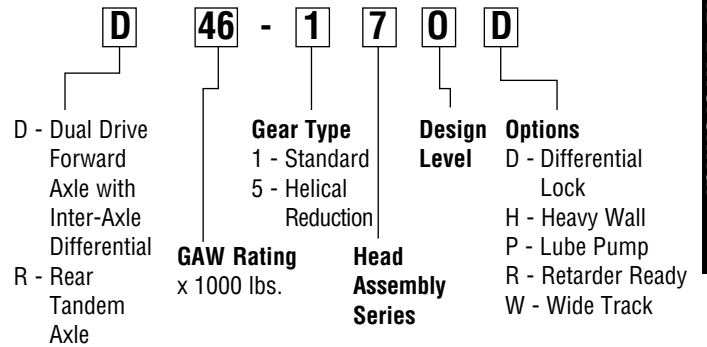 D 46 - 1 7 0 D
D - Dual Drive
Forward
Axle with
Inter-Axle
Differential
R - Rear
Tandem
Axle
GAW Rating
x 1000 lbs.
Gear Type
1 - Standard
5 - Helical
Reduction
Head
Assembly
Series
Design
Level
Options
D - Differential
Lock
H - Heavy Wall
P - Lube Pump
R - Retarder Ready
W - Wide Track